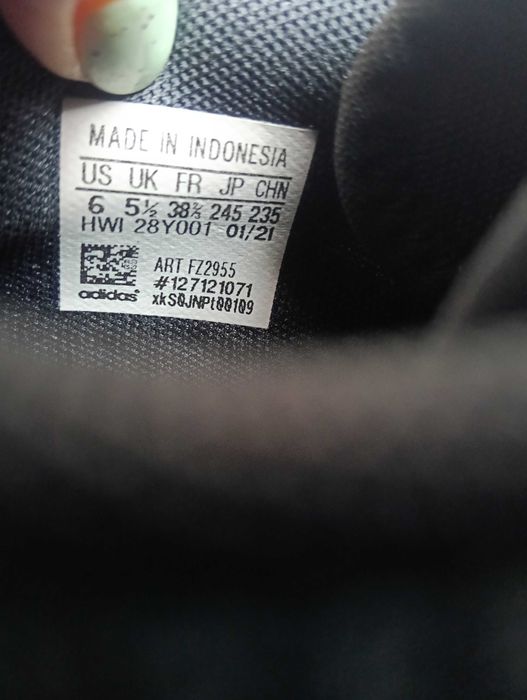 MADE IN INDONESIA
US UK FR JP CHN
6 5½ 38⅔ 245 235
HWI 28Y001 01/21
ART FZ2955
#127121071
adidas xkS0JNPt00109